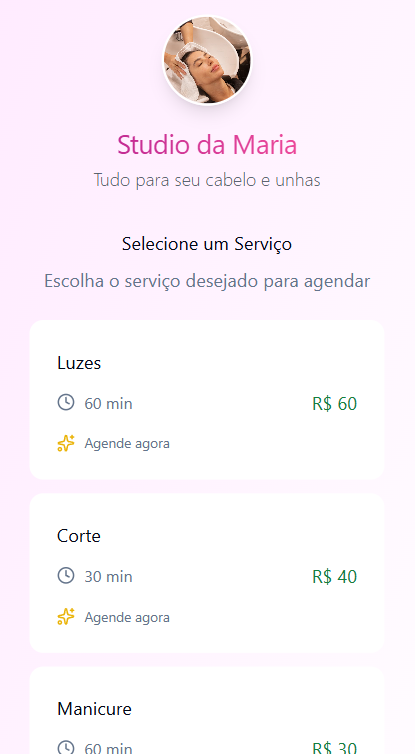 Studio da Maria
Tudo para seu cabelo e unhas
Selecione um Serviço
Escolha o serviço desejado para agendar
Luzes
60 min
R$ 60
Agende agora
Corte
30 min
R$ 40
Agende agora
Manicure
60 min
R$ 30